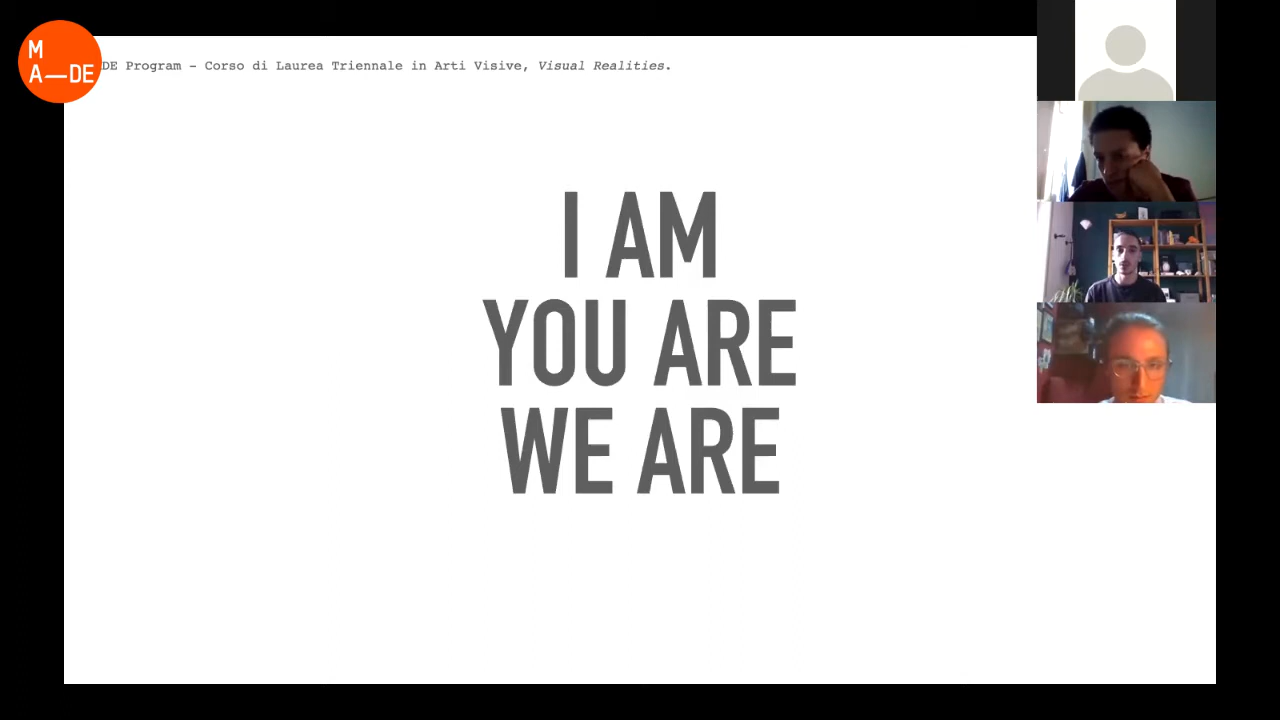 M
A—DE
DE Program – Corso di Laurea Triennale in Arti Visive, Visual Realities.
I AM
YOU ARE
WE ARE